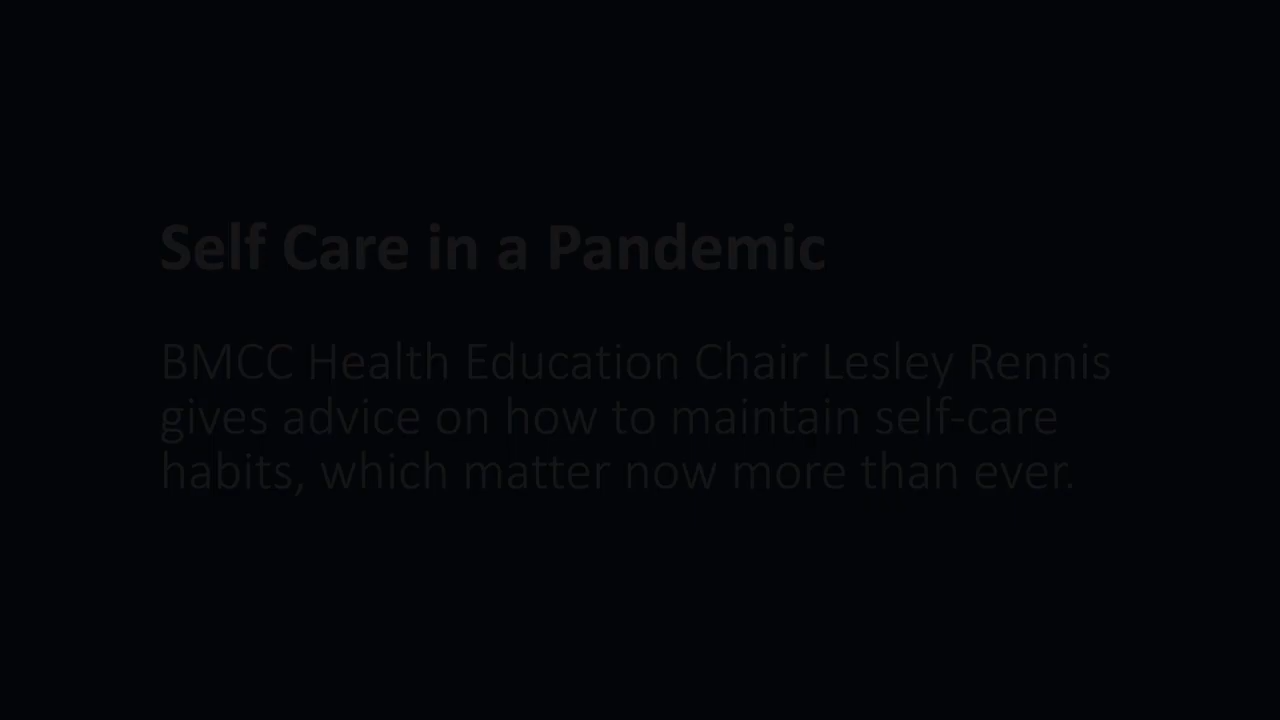 Self Care in a Pandemic
BMCC Health Education Chair Lesley Rennis
gives advice on how to maintain self-care
habits, which matter now more than ever.